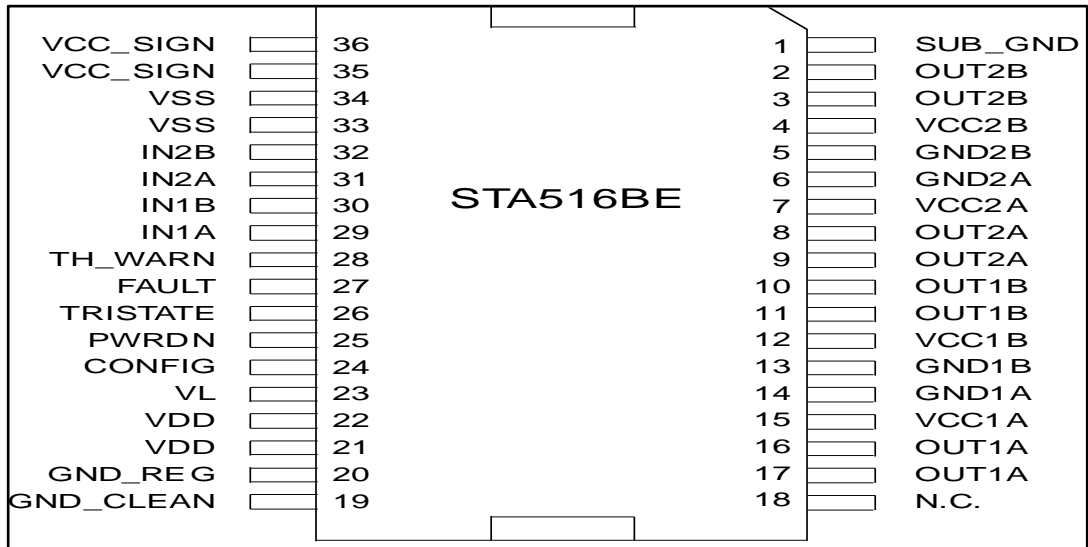 VCC_SIGN 36 1 SUB_GND
VCC_SIGN 35 2 OUT2B
VSS 34 3 OUT2B
VSS 33 4 VCC2B
IN2B 32 5 GND2B
IN2A 31 6 GND2A
STA516BE
IN1B 30 7 VCC2A
IN1A 29 8 OUT2A
TH_WARN 28 9 OUT2A
FAULT 27 10 OUT1B
TRISTATE 26 11 OUT1B
PWRDN 25 12 VCC1B
CONFIG 24 13 GND1B
VL 23 14 GND1A
VDD 22 15 VCC1A
VDD 21 16 OUT1A
GND_REG 20 17 OUT1A
GND_CLEAN 19 18 N.C.